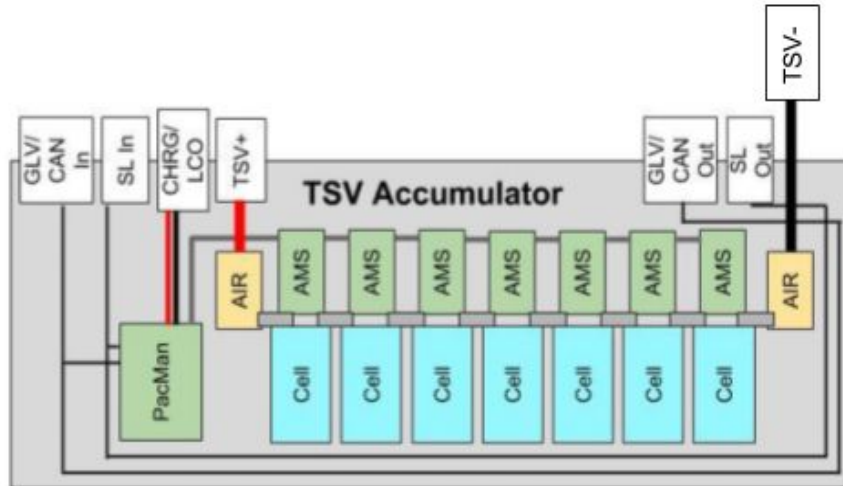 TSV-
GLV/
CAN
In
SL In
CHRG/
LCO
TSV+
GLV/
CAN
Out
SL
Out
TSV Accumulator
AIR
AMS
AMS
AMS
AMS
AMS
AMS
AMS
AIR
PacMan
Cell
Cell
Cell
Cell
Cell
Cell
Cell